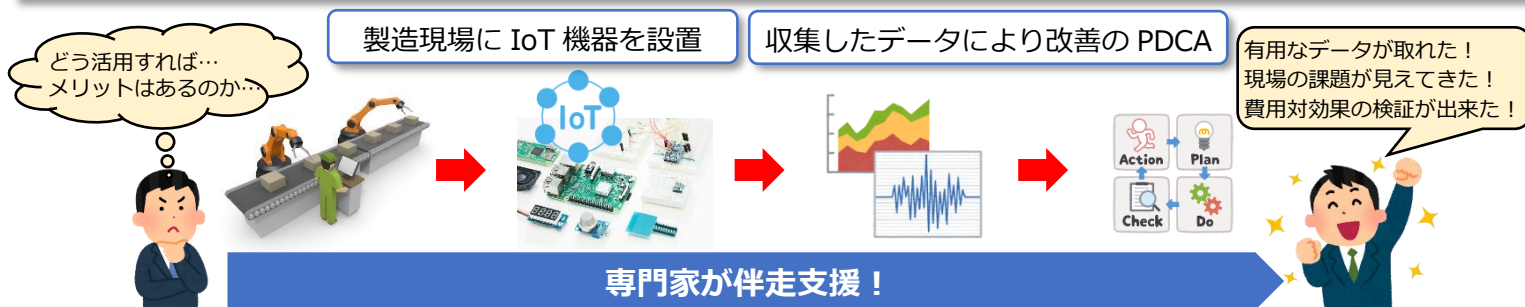 製造現場に IoT 機器を設置
収集したデータにより改善の PDCA
どう活用すれば…
メリットはあるのか…
有用なデータが取れた！
現場の課題が見えてきた！
費用対効果の検証が出来た！
IoT
Action
Plan
Check
Do
専門家が伴走支援！